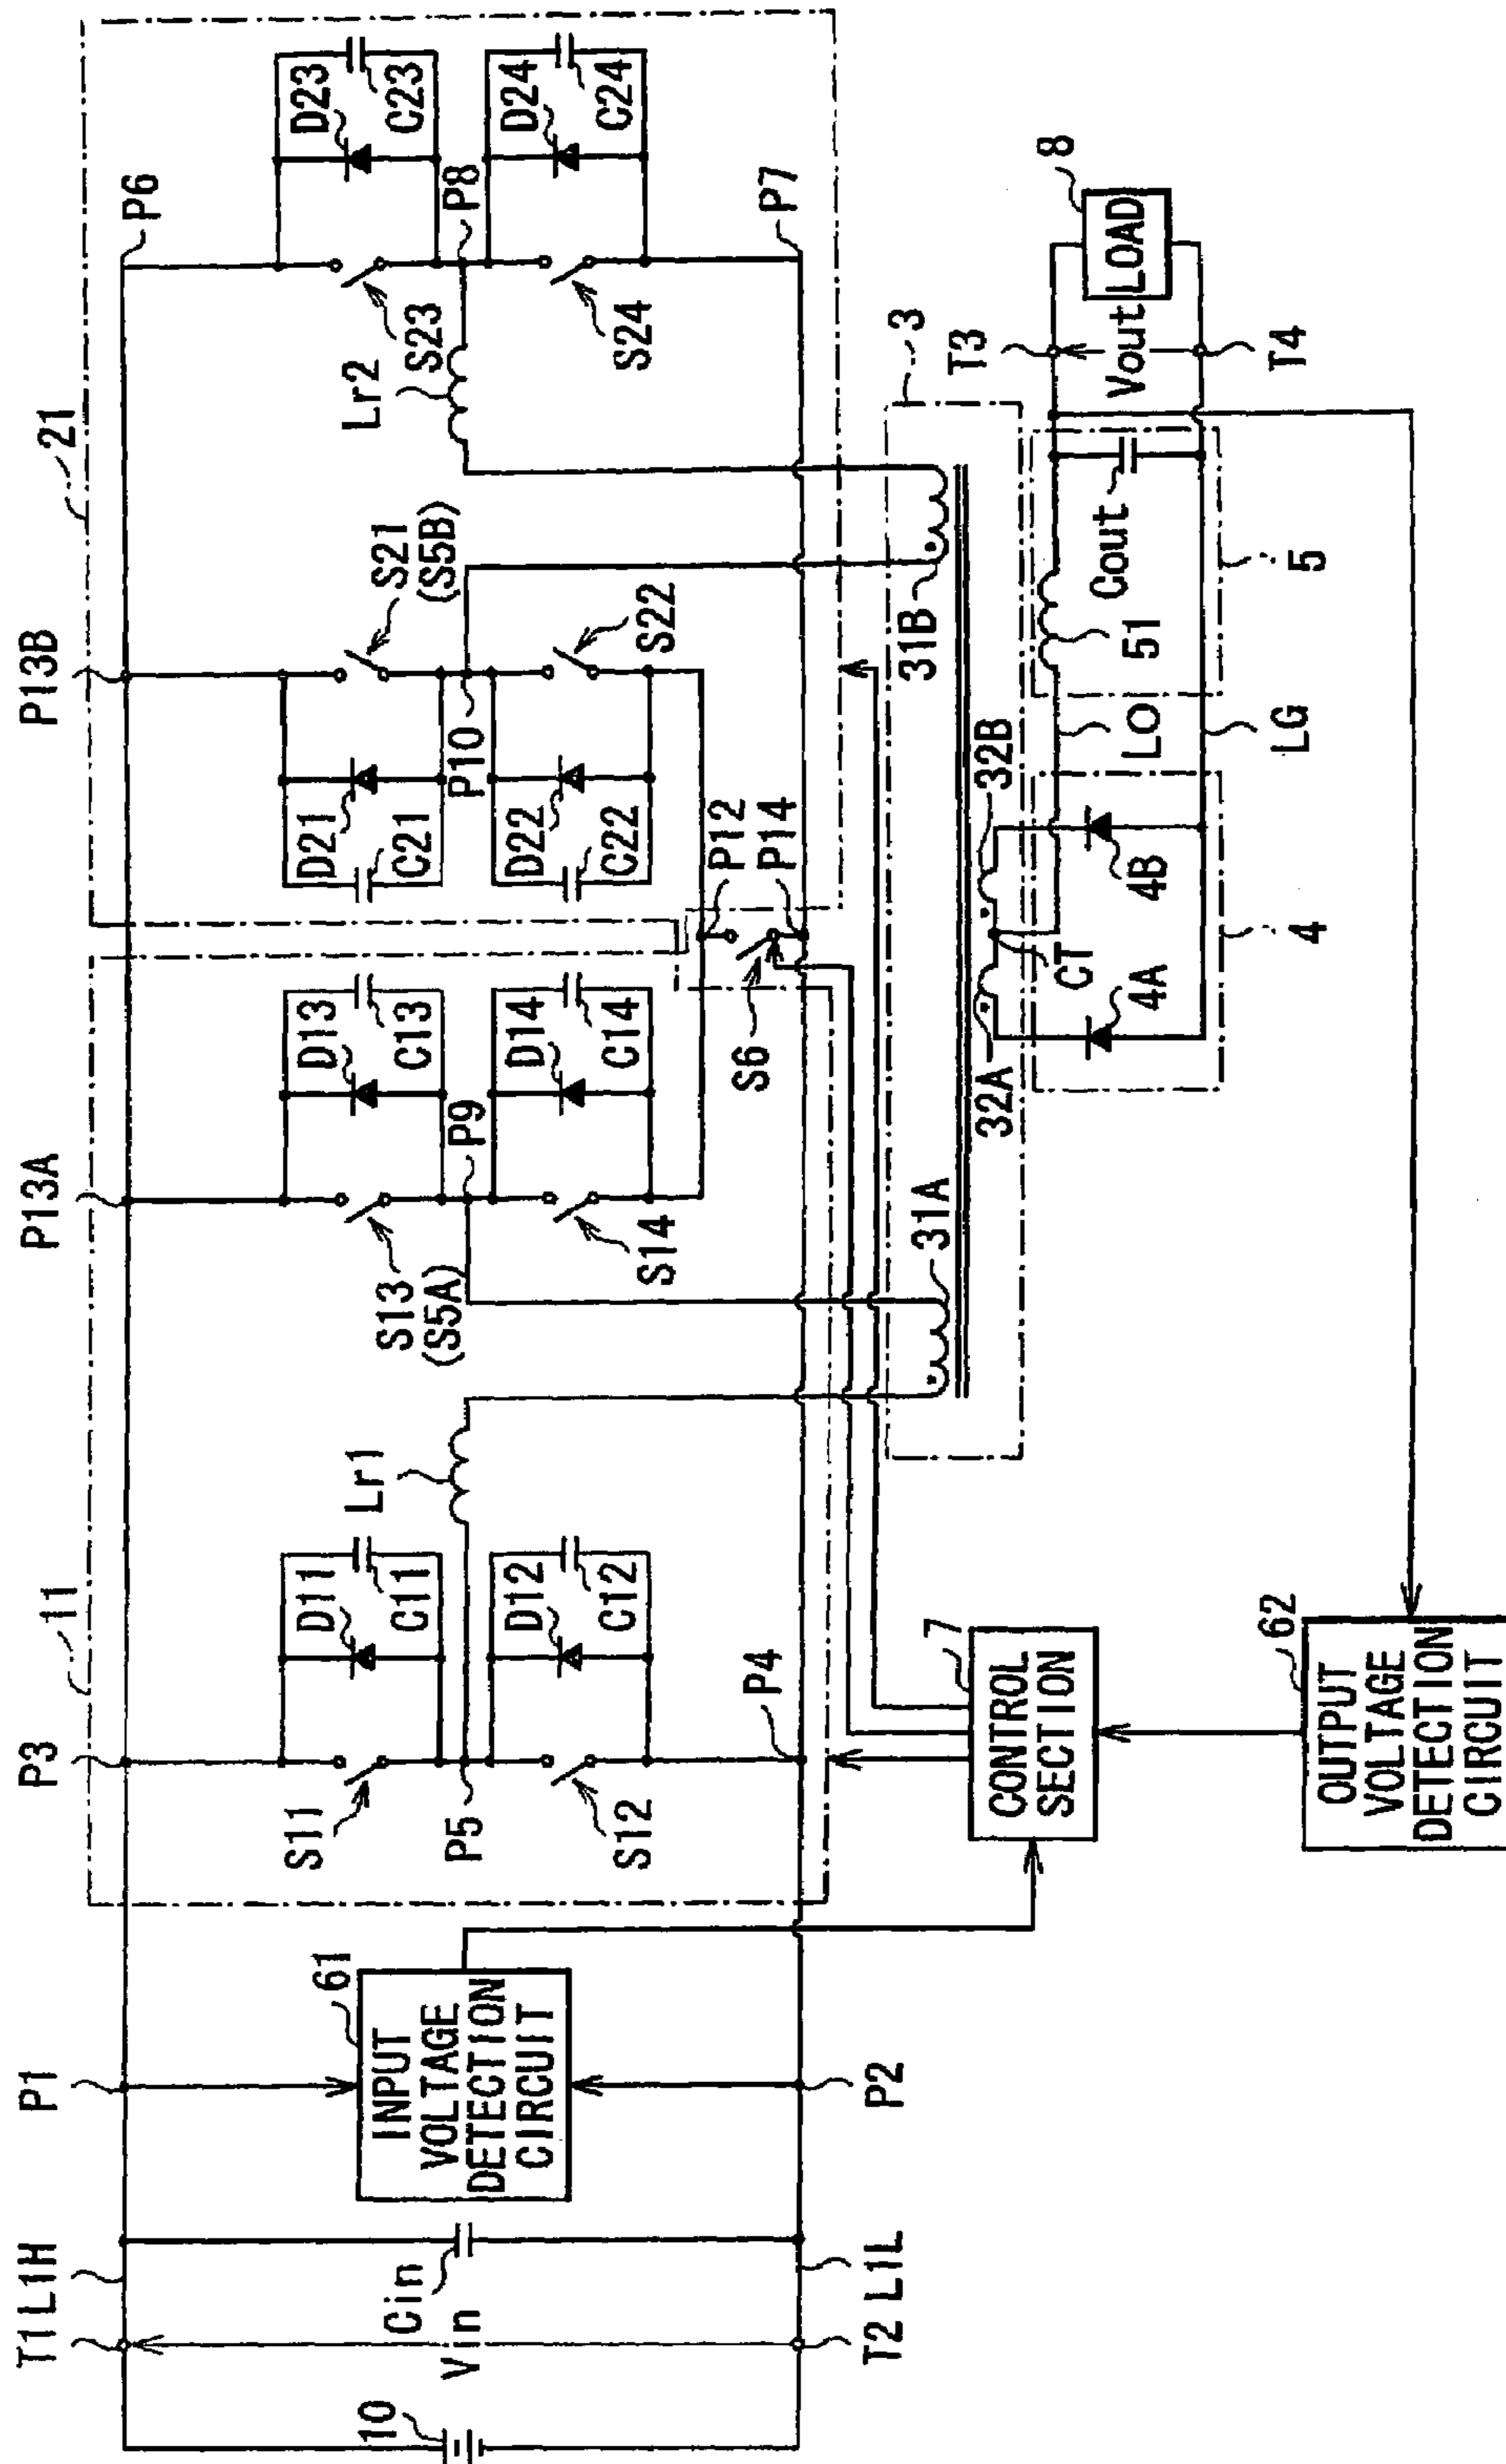 T1
L1H
P1
P3
P13A
P13B
P6
11
21
10
Vin
Cin
61
INPUT
VOLTAGE
DETECTION
CIRCUIT
S11
D11
C11
P5
S12
D12
C12
Lr1
S13
(S5A)
D13
C13
P9
S14
D14
C14
D21
C21
S21
(S5B)
P10
D22
C22
S22
Lr2
S23
D23
C23
P8
S24
D24
C24
T2
L1L
P2
P4
S6
P12
P14
P7
31A
31B
3
32A
32B
CT
4A
4B
4
LO
LG
51
Cout
5
T3
Vout
T4
8
LOAD
7
CONTROL
SECTION
62
OUTPUT
VOLTAGE
DETECTION
CIRCUIT